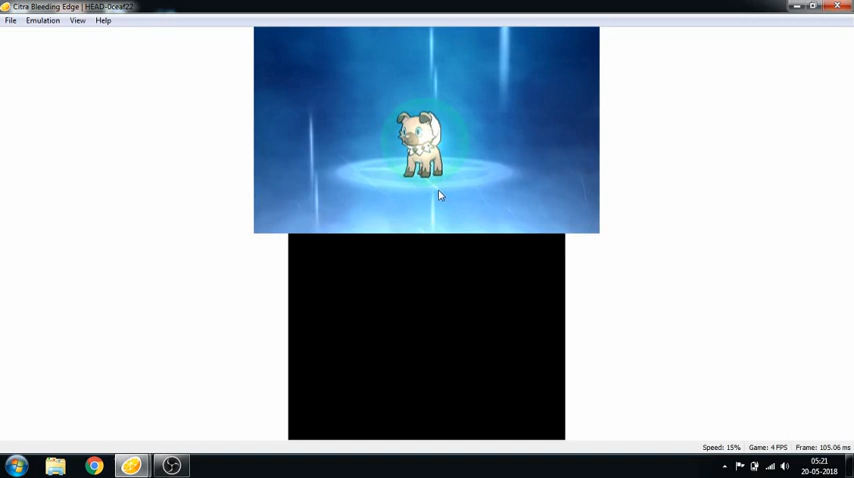 Citra Bleeding Edge | HEAD-0ceaf22
File Emulation View Help
Speed: 15% Game: 4 FPS Frame: 105.06 ms
05:21
20-05-2018